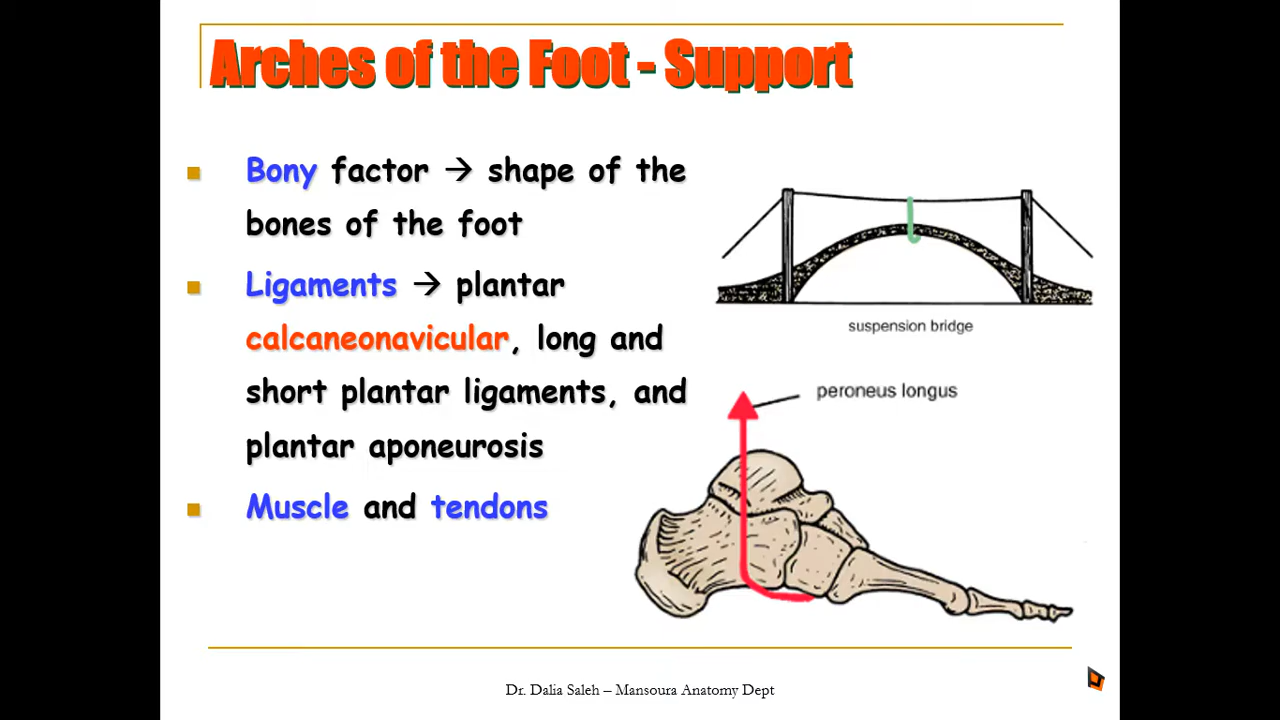 Arches of the Foot - Support
Bony factor → shape of the
bones of the foot
Ligaments → plantar
calcaneonavicular, long and
short plantar ligaments, and
plantar aponeurosis
Muscle and tendons
suspension bridge
peroneus longus
Dr. Dalia Saleh – Mansoura Anatomy Dept